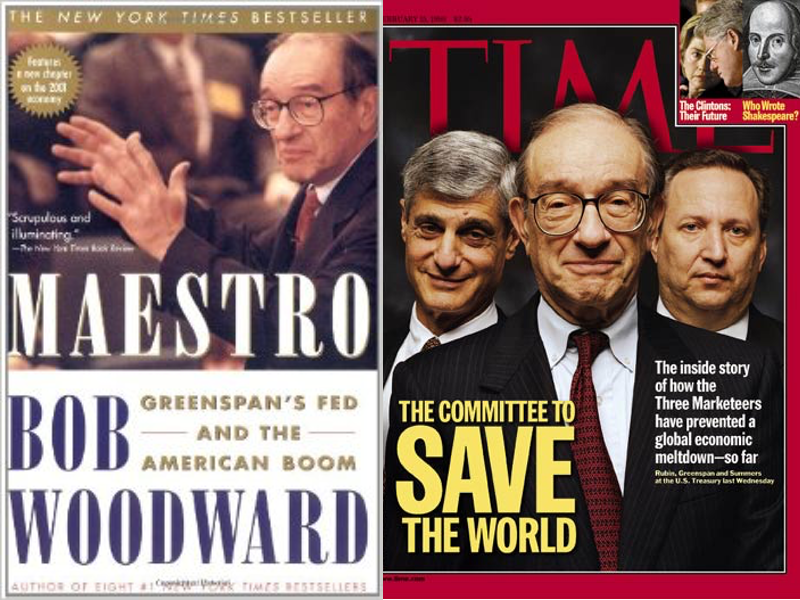 THE NEW YORK TIMES BESTSELLER
Features
a new chapter
on the 2001
economy
"Scrupulous and
illuminating."
—The New York Times Book Review
MAESTRO
BOB
GREENSPAN'S FED
AND THE
AMERICAN BOOM
WOODWARD
AUTHOR OF EIGHT #1 NEW YORK TIMES BESTSELLERS
TIME
The Clintons:
Their Future
Who Wrote
Shakespeare?
THE COMMITTEE TO
SAVE
THE WORLD
The inside story
of how the
Three Marketeers
have prevented a
global economic
meltdown—so far
Rubin, Greenspan and Summers
at the U.S. Treasury last Wednesday